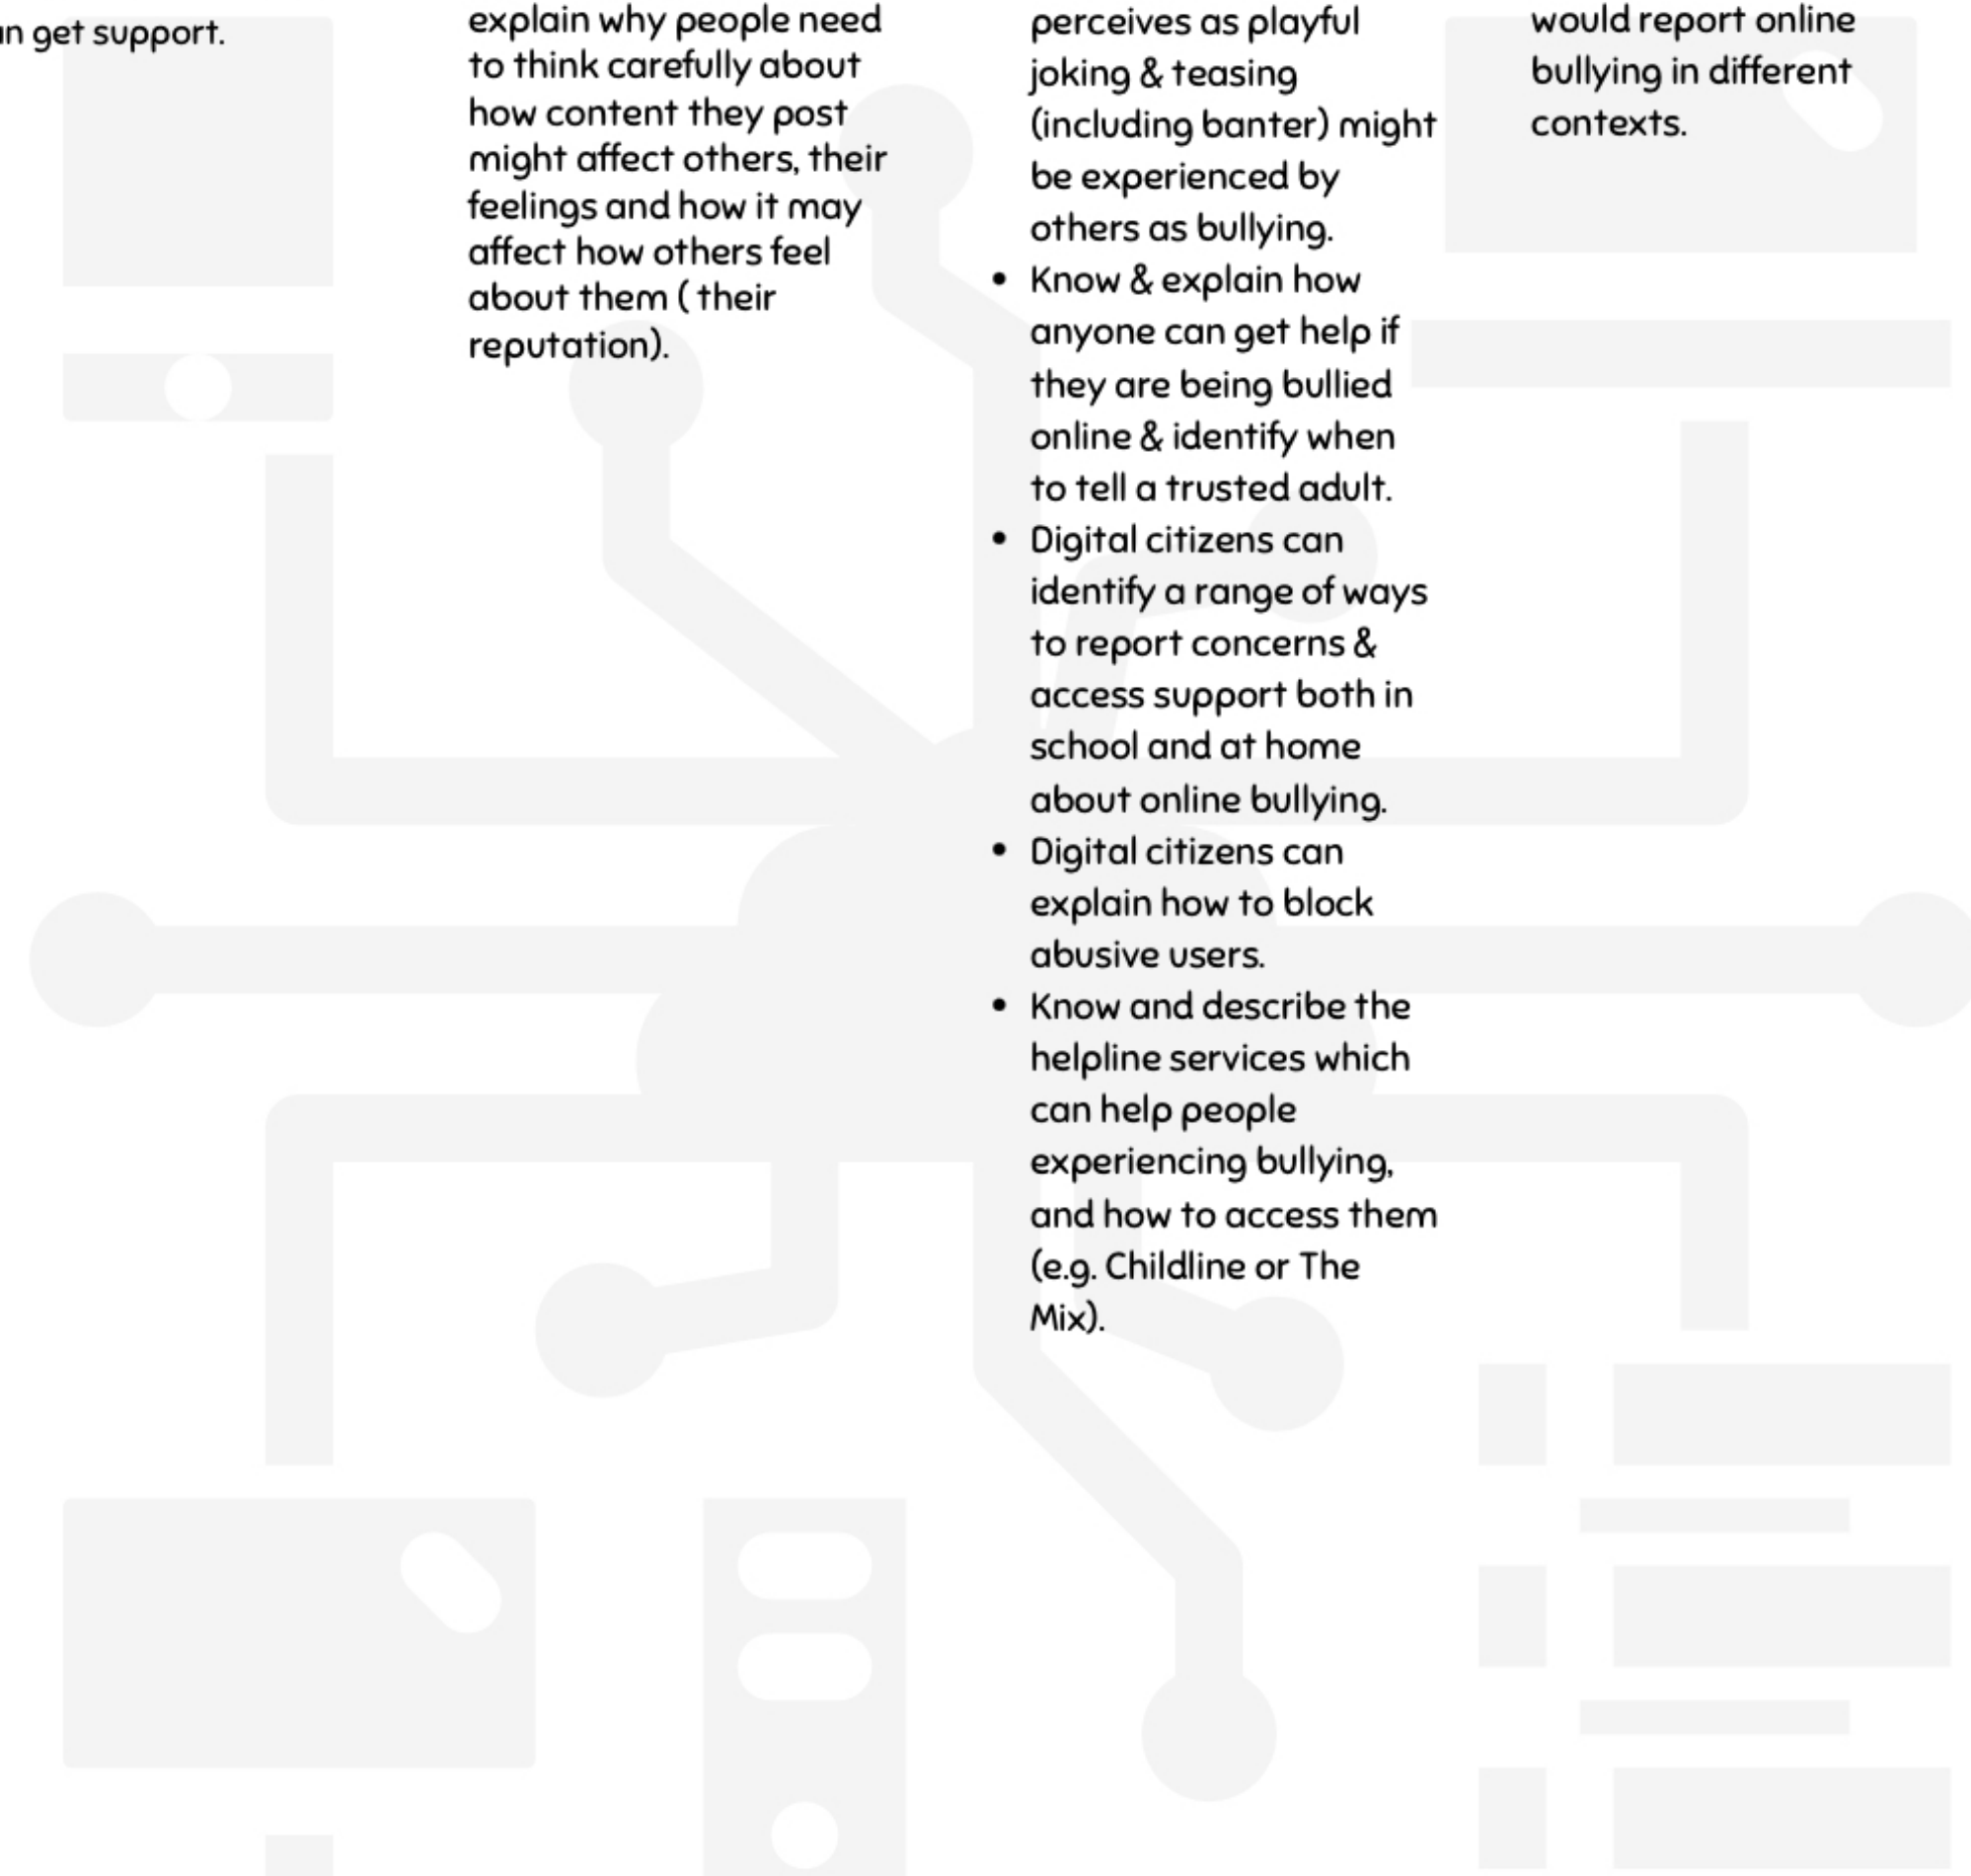 get support.
explain why people need
to think carefully about
how content they post
might affect others, their
feelings and how it may
affect how others feel
about them ( their
reputation).
perceives as playful
joking & teasing
(including banter) might
be experienced by
others as bullying.
• Know & explain how
anyone can get help if
they are being bullied
online & identify when
to tell a trusted adult.
• Digital citizens can
identify a range of ways
to report concerns &
access support both in
school and at home
about online bullying.
• Digital citizens can
explain how to block
abusive users.
• Know and describe the
helpline services which
can help people
experiencing bullying,
and how to access them
(e.g. Childline or The
Mix).
would report online
bullying in different
contexts.